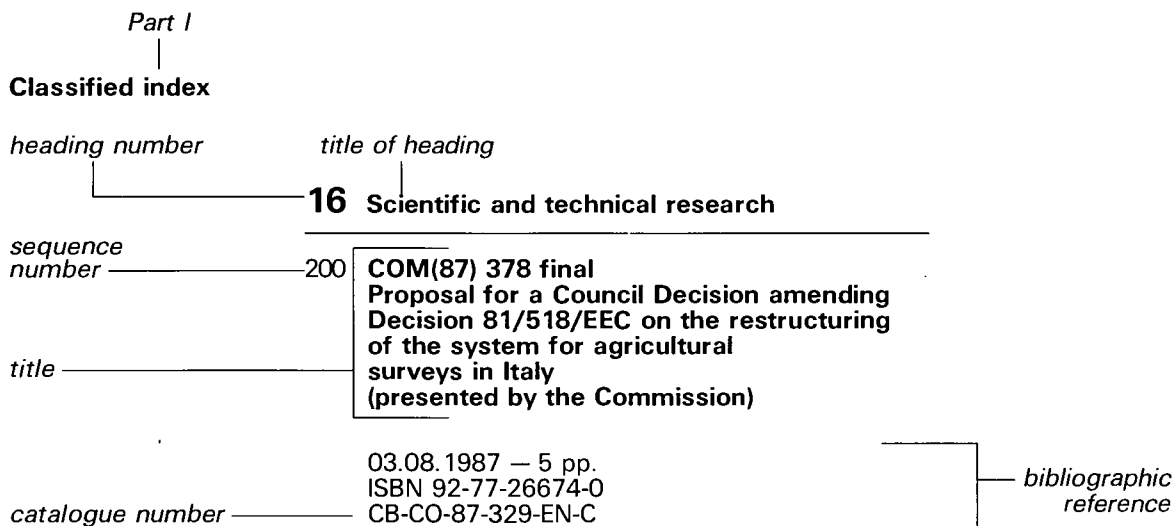 Part I
Classified index
heading number title of heading
16 Scientific and technical research
sequence
number 200 COM(87) 378 final
Proposal for a Council Decision amending
Decision 81/518/EEC on the restructuring
of the system for agricultural
title surveys in Italy
(presented by the Commission)
03.08.1987 — 5 pp.
ISBN 92-77-26674-0 bibliographic
catalogue number CB-CO-87-329-EN-C reference